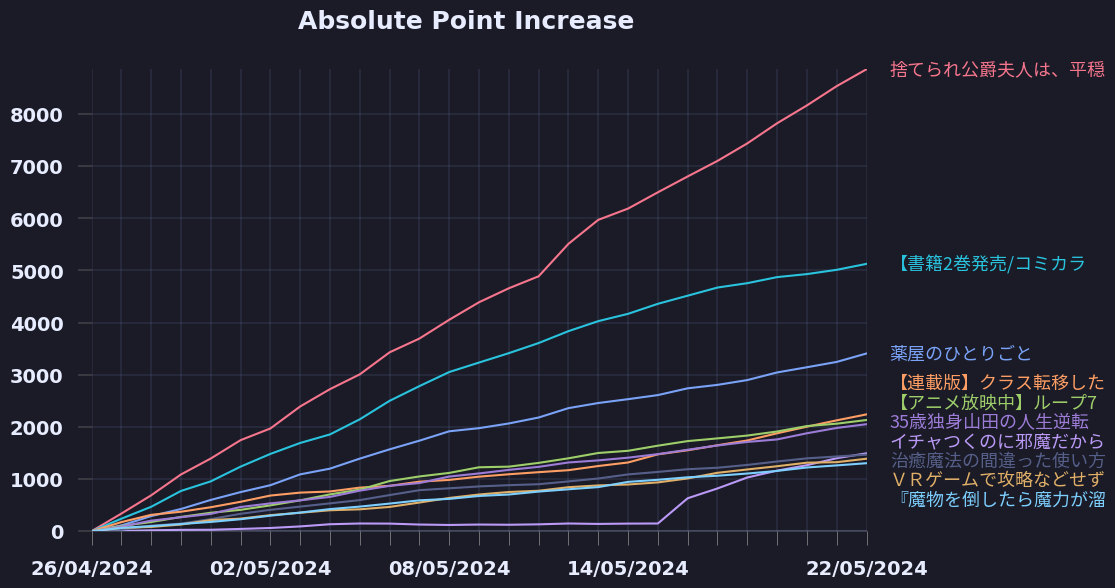 Absolute Point Increase
捨てられ公爵夫人は、平穏
8000
7000
6000
【書籍2巻発売/コミカラ
5000
4000
薬屋のひとりごと
3000
【連載版】クラス転移した
【アニメ放映中】ループ7
35歳独身山田の人生逆転
2000
イチャつくのに邪魔だから
治癒魔法の間違った使い方
ＶＲゲームで攻略などせず
1000
『魔物を倒したら魔力が溜
0
26/04/2024
02/05/2024
08/05/2024
14/05/2024
22/05/2024